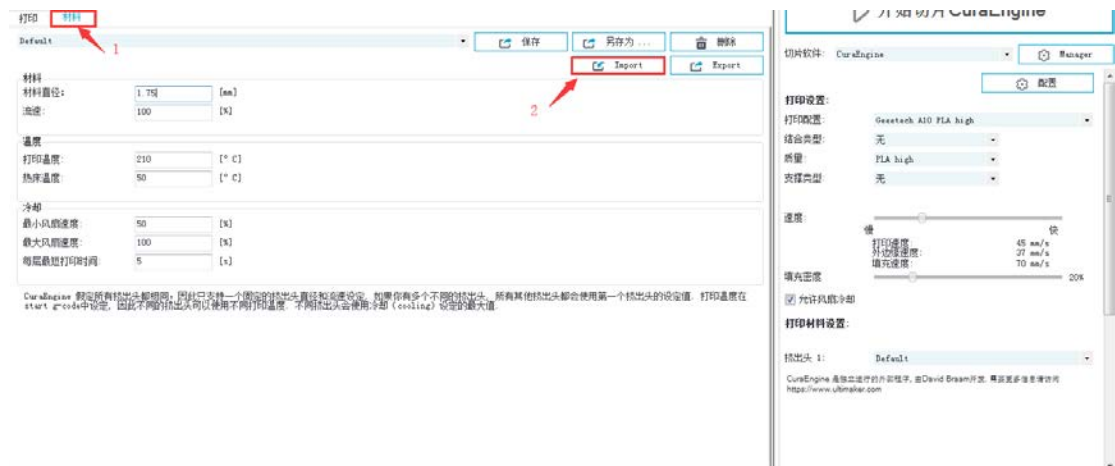 打印 材料
1
Default
保存 另存为 ... 删除
Import Export
2
材料
材料直径: 1.75 [mm]
流速: 100 [%]
温度
打印温度: 210 [° C]
热床温度: 50 [° C]
冷却
最小风扇速度: 50 [%]
最大风扇速度: 100 [%]
每层最短打印时间: 5 [s]
CuraEngine 假定所有挤出头都相同，因此只支持一个固定的挤出头直径和流速设定. 如果你有多个不同的挤出头, 所有其他挤出头都会使用第一个挤出头的设定值. 打印温度在
start g-code中设定, 因此不同的挤出头可以使用不同打印温度. 不同挤出头会使用冷却 (cooling) 设定的最大值.
开始切片CuraEngine
切片软件: CuraEngine Manager
配置
打印设置:
打印配置: Geeetech A10 PLA high
结合类型: 无
质量: PLA high
支撑类型: 无
速度:
慢 快
打印速度: 45 mm/s
外边缘速度: 37 mm/s
填充速度: 70 mm/s
填充密度 20%
允许风扇冷却
打印材料设置:
挤出头 1: Default
CuraEngine 是独立运行的外部程序, 由David Braam开发. 需要更多信息请访问
https://www.ultimaker.com